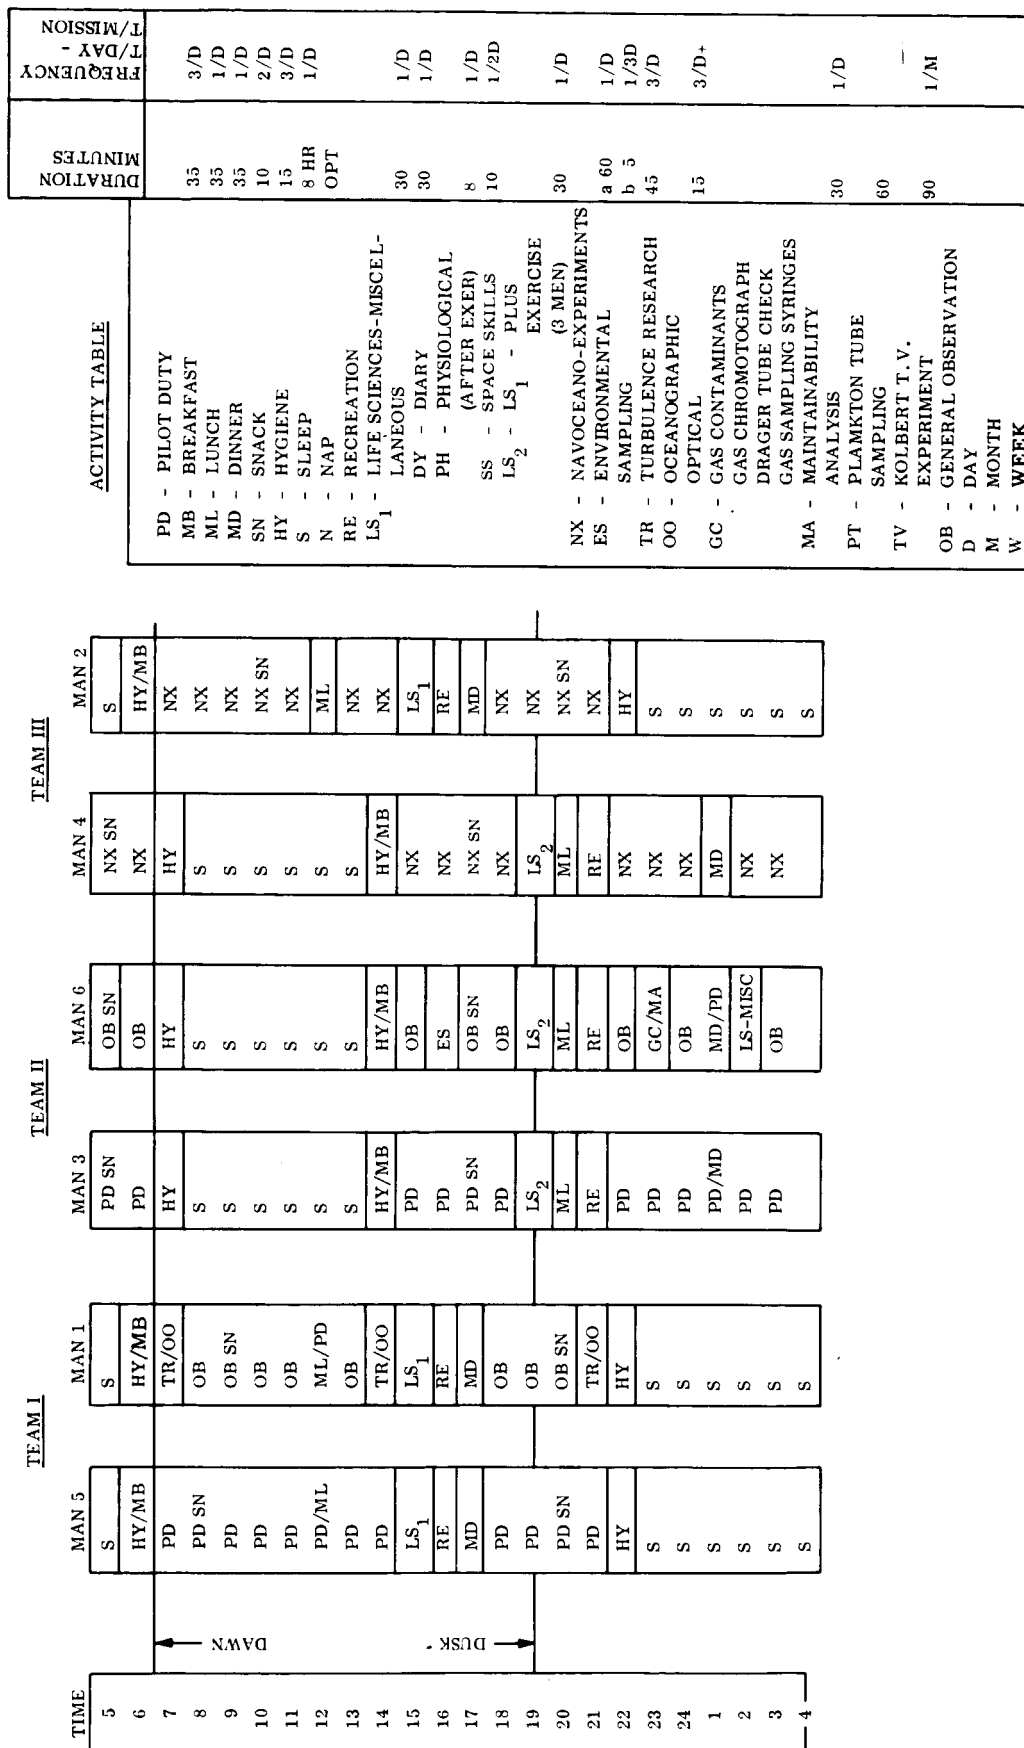 TEAM I TEAM II TEAM III
TIME MAN 5 MAN 1 MAN 3 MAN 6 MAN 4 MAN 2
5 S S PD SN OB SN NX SN S
6 HY/MB HY/MB PD OB NX HY/MB
7 PD TR/OO HY HY HY NX
8 PD SN OB S S S NX
9 PD OB SN S S S NX
10 PD OB S S S NX SN
11 PD OB S S S NX
12 PD/ML ML/PD S S S ML
13 PD OB S S S NX
14 PD TR/OO HY/MB HY/MB HY/MB NX
15 LS1 LS1 PD OB NX LS1
16 RE RE PD ES NX RE
17 MD MD PD SN OB SN NX SN MD
18 PD OB PD OB NX NX
19 PD OB LS2 LS2 LS2 NX
20 PD SN OB SN ML ML ML NX SN
21 PD TR/OO RE RE RE NX
22 HY HY PD OB NX HY
23 S S PD GC/MA NX S
24 S S PD OB NX S
1 S S PD/MD MD/PD MD S
2 S S PD LS-MISC NX S
3 S S PD OB NX S
4 S S S
DAWN
DUSK
ACTIVITY TABLE
DURATION MINUTES
FREQUENCY T/DAY - T/MISSION
PD - PILOT DUTY
MB - BREAKFAST 35 3/D
ML - LUNCH 35 1/D
MD - DINNER 35 1/D
SN - SNACK 10 2/D
HY - HYGIENE 15 3/D
S - SLEEP 8 HR 1/D
N - NAP OPT
RE - RECREATION
LS1 - LIFE SCIENCES-MISCEL-
LANEOUS 30 1/D
DY - DIARY 30 1/D
PH - PHYSIOLOGICAL
(AFTER EXER) 8 1/D
SS - SPACE SKILLS 10 1/2D
LS2 - LS1 - PLUS
EXERCISE
(3 MEN) 30 1/D
NX - NAVOCEANO-EXPERIMENTS
ES - ENVIRONMENTAL a 60 1/D
SAMPLING b 5 1/3D
TR - TURBULENCE RESEARCH 45 3/D
OO - OCEANOGRAPHIC
OPTICAL 15 3/D+
GC - GAS CONTAMINANTS
GAS CHROMOTOGRAPH
DRAGER TUBE CHECK
GAS SAMPLING SYRINGES
MA - MAINTAINABILITY
ANALYSIS 30 1/D
PT - PLAMKTON TUBE
SAMPLING 60 —
TV - KOLBERT T.V.
EXPERIMENT 90 1/M
OB - GENERAL OBSERVATION
D - DAY
M - MONTH
W - WEEK